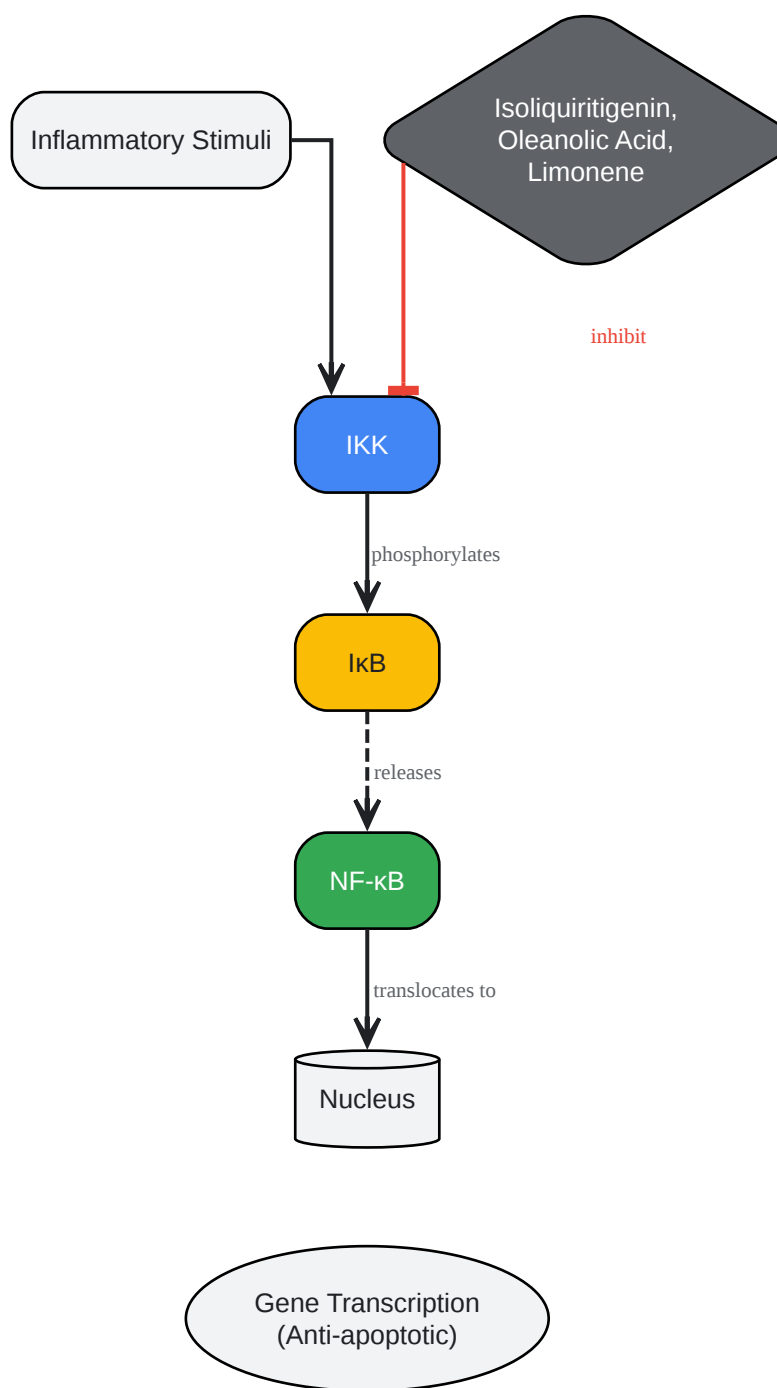 Inflammatory Stimuli
Isoliquiritigenin,
Oleanolic Acid,
Limonene
inhibit
IKK
phosphorylates
IκB
releases
NF-κB
translocates to
Nucleus
Gene Transcription
(Anti-apoptotic)